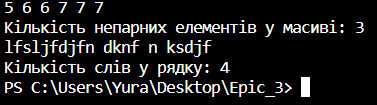 5 6 6 7 7 7
Кількість непарних елементів у масиві: 3
lfsljfdjfn dknf n ksdjf
Кількість слів у рядку: 4
PS C:\Users\Yura\Desktop\Epic_3>